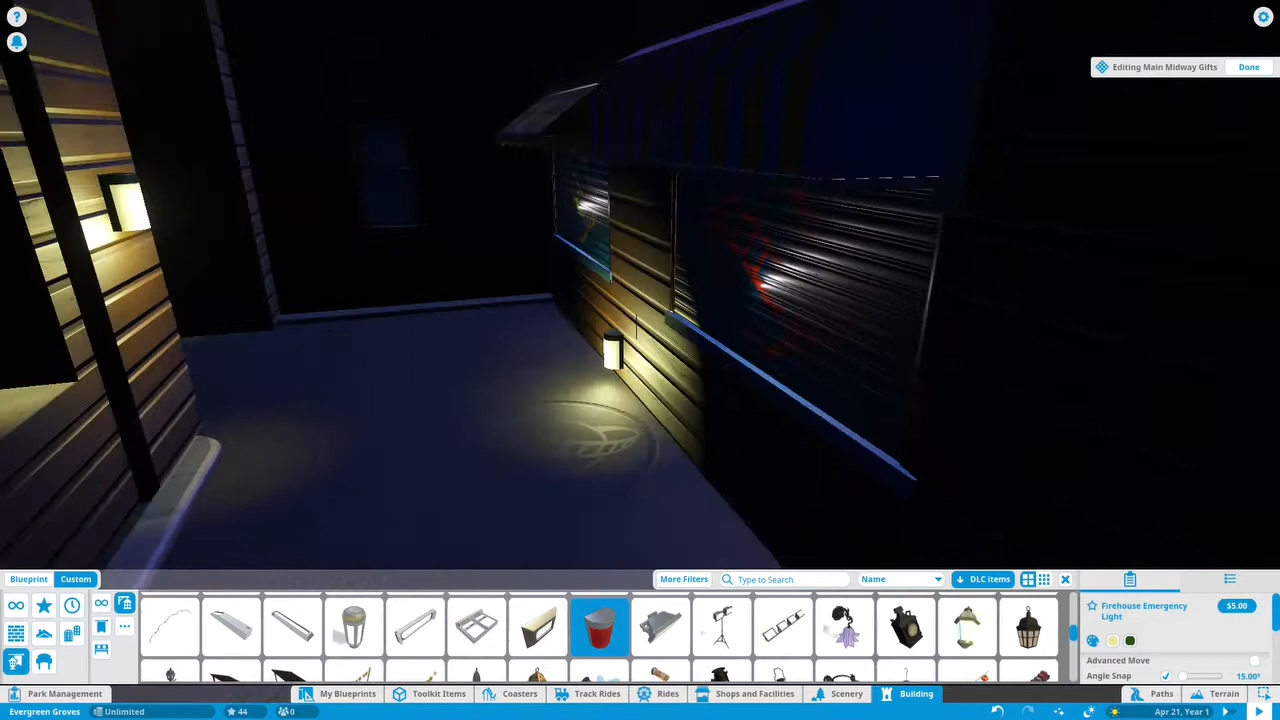 Editing Main Midway Gifts Done
Blueprint Custom More Filters Type to Search Name DLC items
Firehouse Emergency Light $5.00
Advanced Move
Angle Snap 15.00°
Park Management My Blueprints Toolkit Items Coasters Track Rides Rides Shops and Facilities Scenery Building Paths Terrain
Evergreen Groves Unlimited 44 0 Apr 21, Year 1